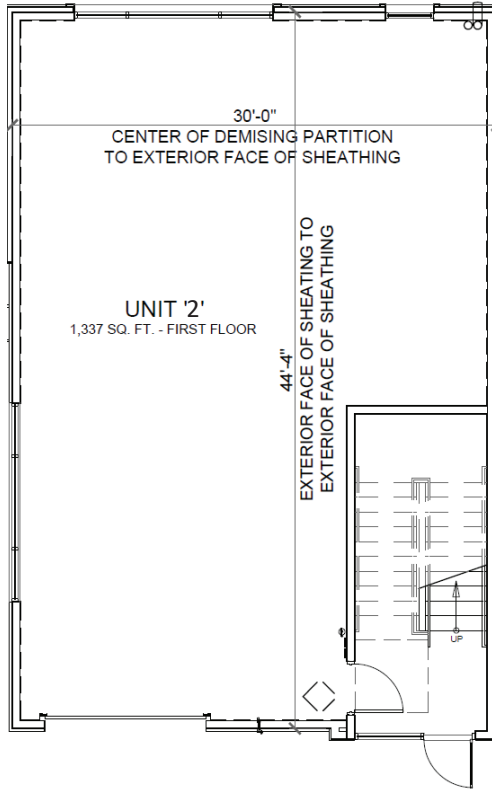 30'-0"
CENTER OF DEMISING PARTITION
TO EXTERIOR FACE OF SHEATHING
UNIT '2'
1,337 SQ. FT. - FIRST FLOOR
44'-4"
EXTERIOR FACE OF SHEATING TO
EXTERIOR FACE OF SHEATHING
UP